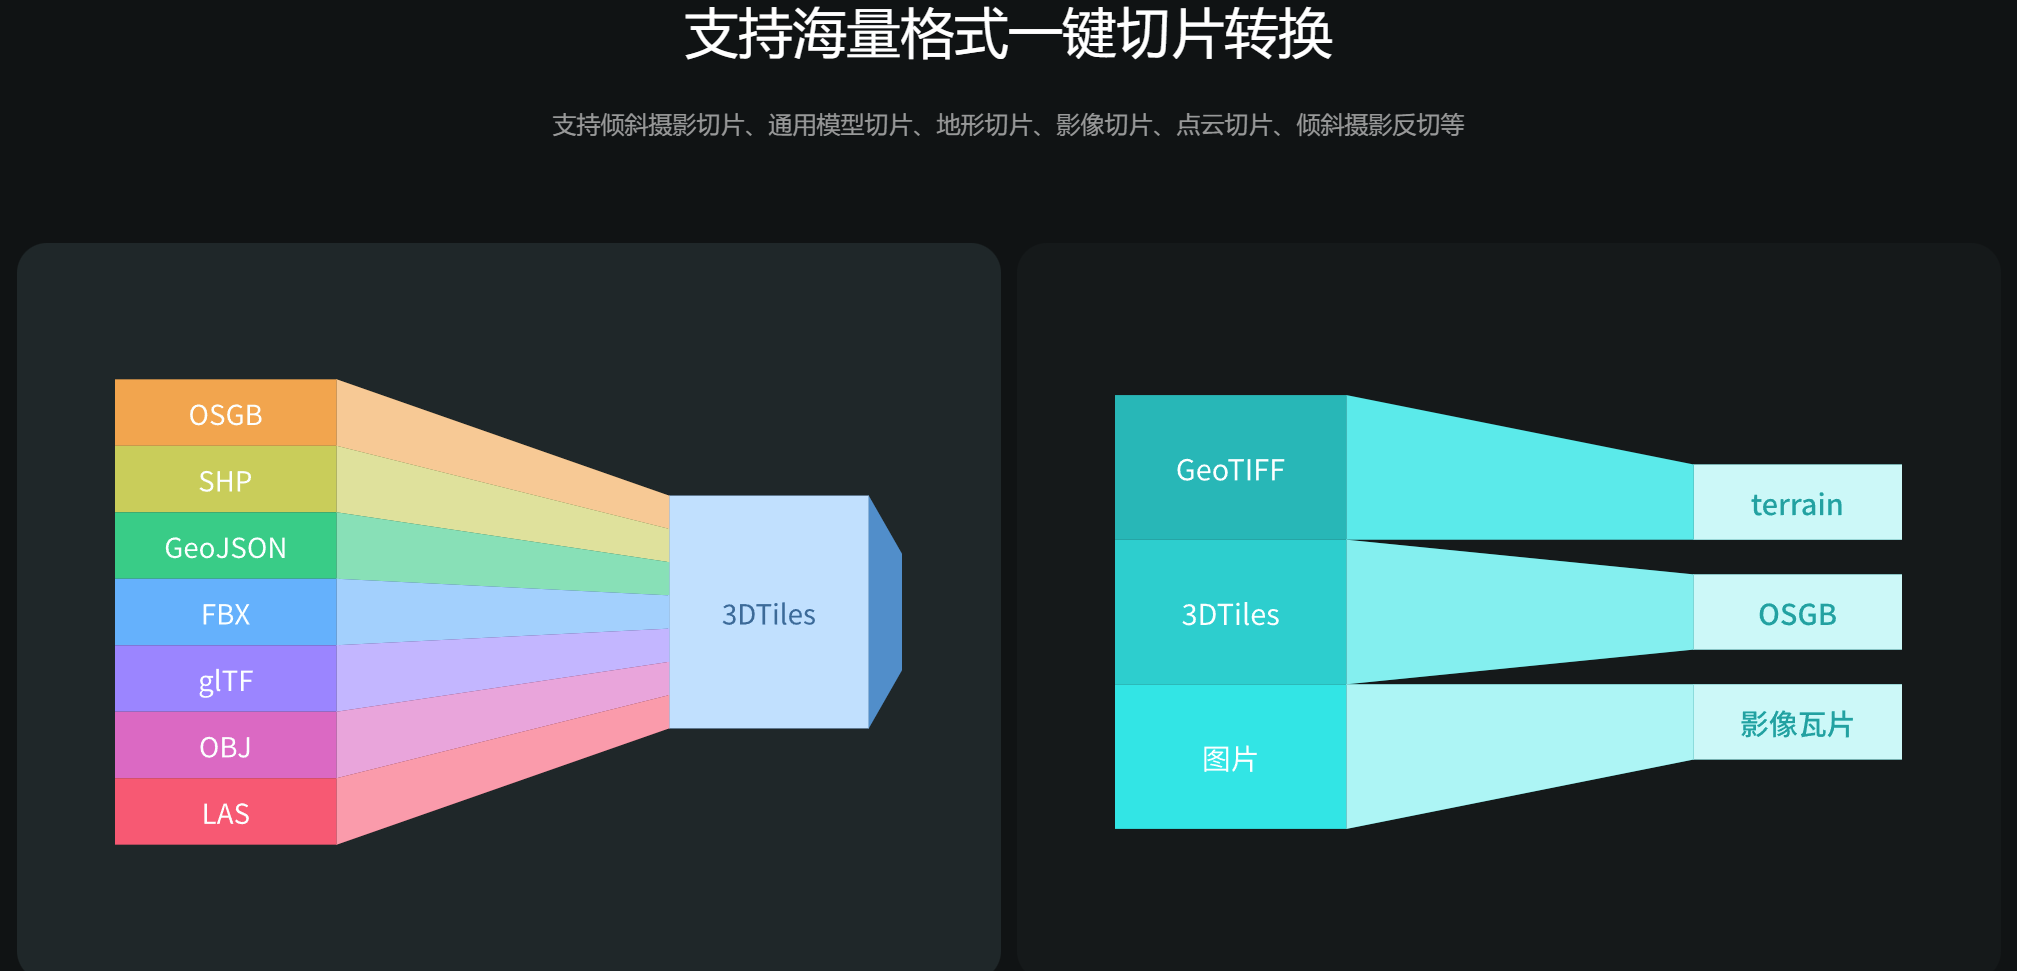 支持海量格式一键切片转换
支持倾斜摄影切片、通用模型切片、地形切片、影像切片、点云切片、倾斜摄影反切等
OSGB
SHP
GeoJSON
FBX
glTF
OBJ
LAS
3DTiles
GeoTIFF
3DTiles
图片
terrain
OSGB
影像瓦片